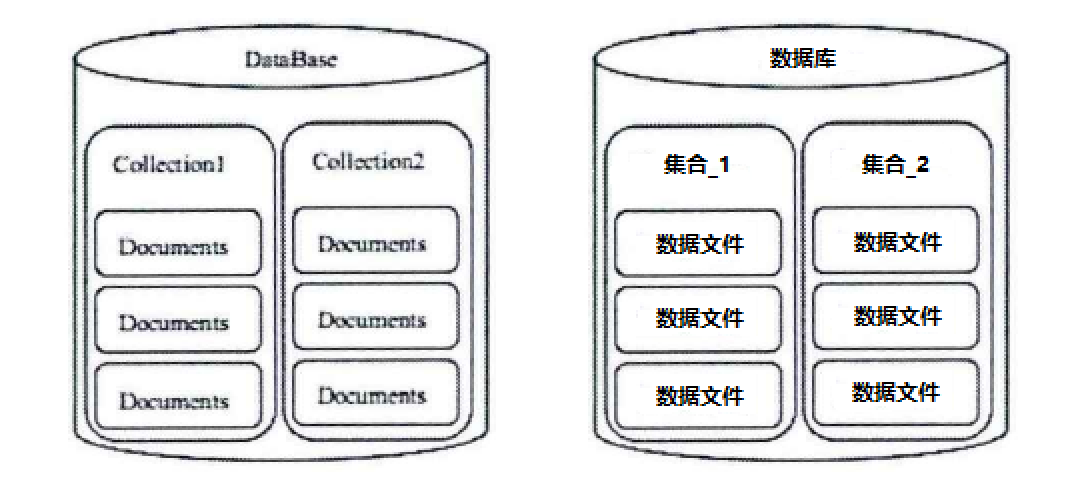 DataBase
Collection1
Documents
Documents
Documents
Collection2
Documents
Documents
Documents
数据库
集合_1
数据文件
数据文件
数据文件
集合_2
数据文件
数据文件
数据文件